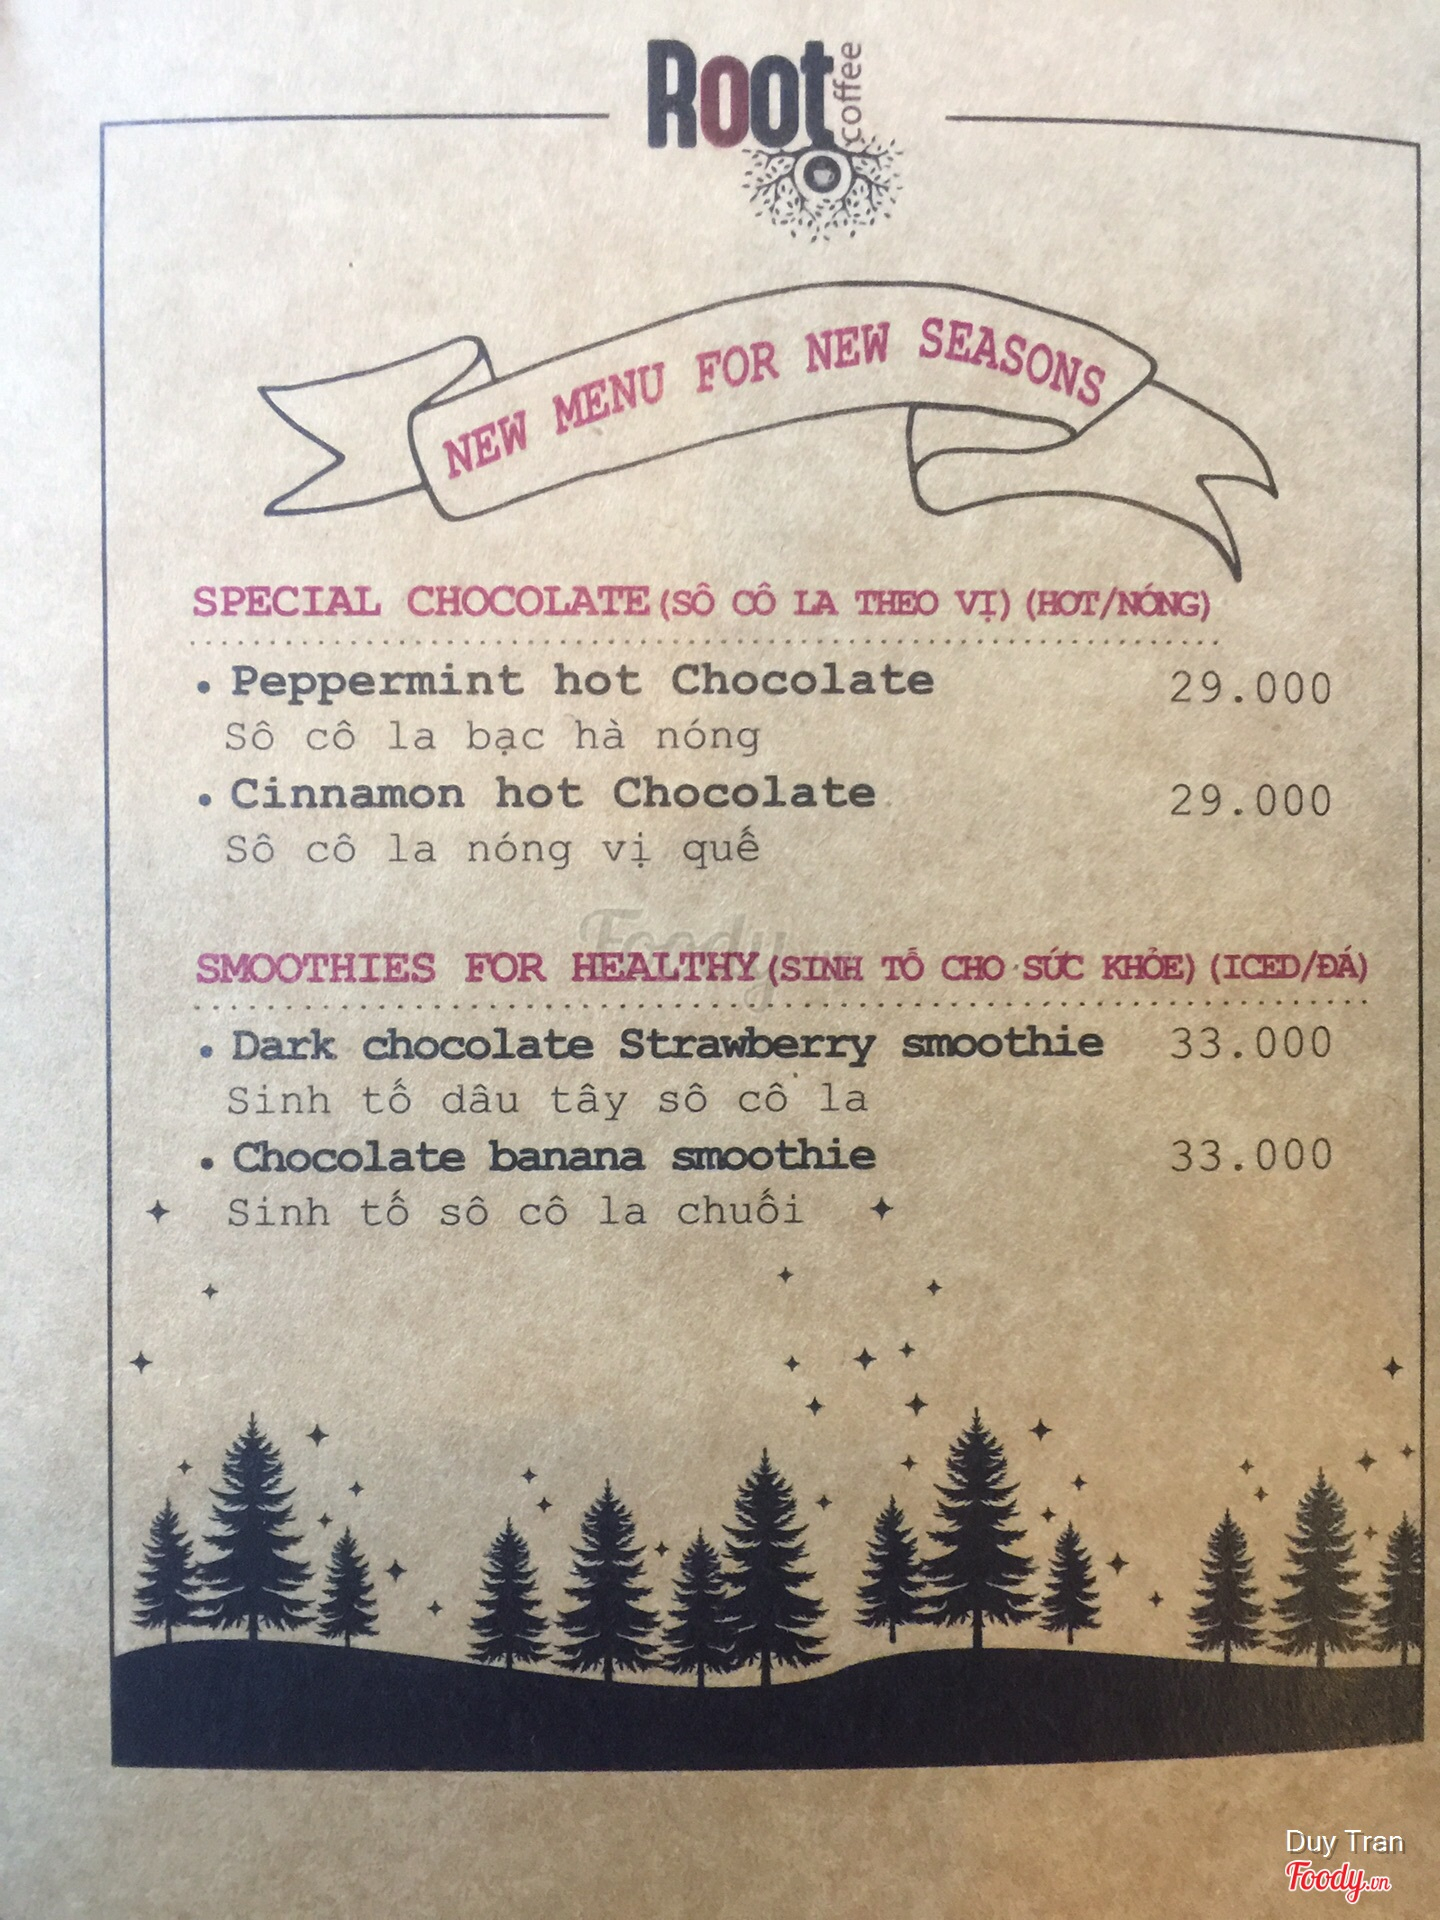 Root coffee
NEW MENU FOR NEW SEASONS
SPECIAL CHOCOLATE (SÔ CÔ LA THEO VỊ) (HOT/NÓNG)
• Peppermint hot Chocolate 29.000
Sô cô la bạc hà nóng
• Cinnamon hot Chocolate 29.000
Sô cô la nóng vị quế
Foody.vn
SMOOTHIES FOR HEALTHY (SINH TỐ CHO SỨC KHỎE) (ICED/ĐÁ)
• Dark chocolate Strawberry smoothie 33.000
Sinh tố dâu tây sô cô la
• Chocolate banana smoothie 33.000
Sinh tố sô cô la chuối
Duy Tran
Foody.vn